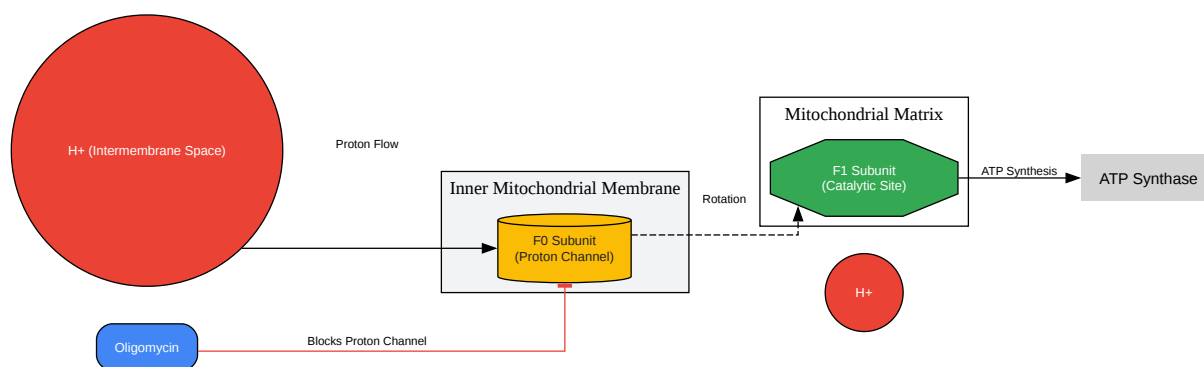 H+ (Intermembrane Space)
Proton Flow
Inner Mitochondrial Membrane
F0 Subunit
(Proton Channel)
Rotation
Mitochondrial Matrix
F1 Subunit
(Catalytic Site)
ATP Synthesis
ATP Synthase
H+
Oligomycin
Blocks Proton Channel